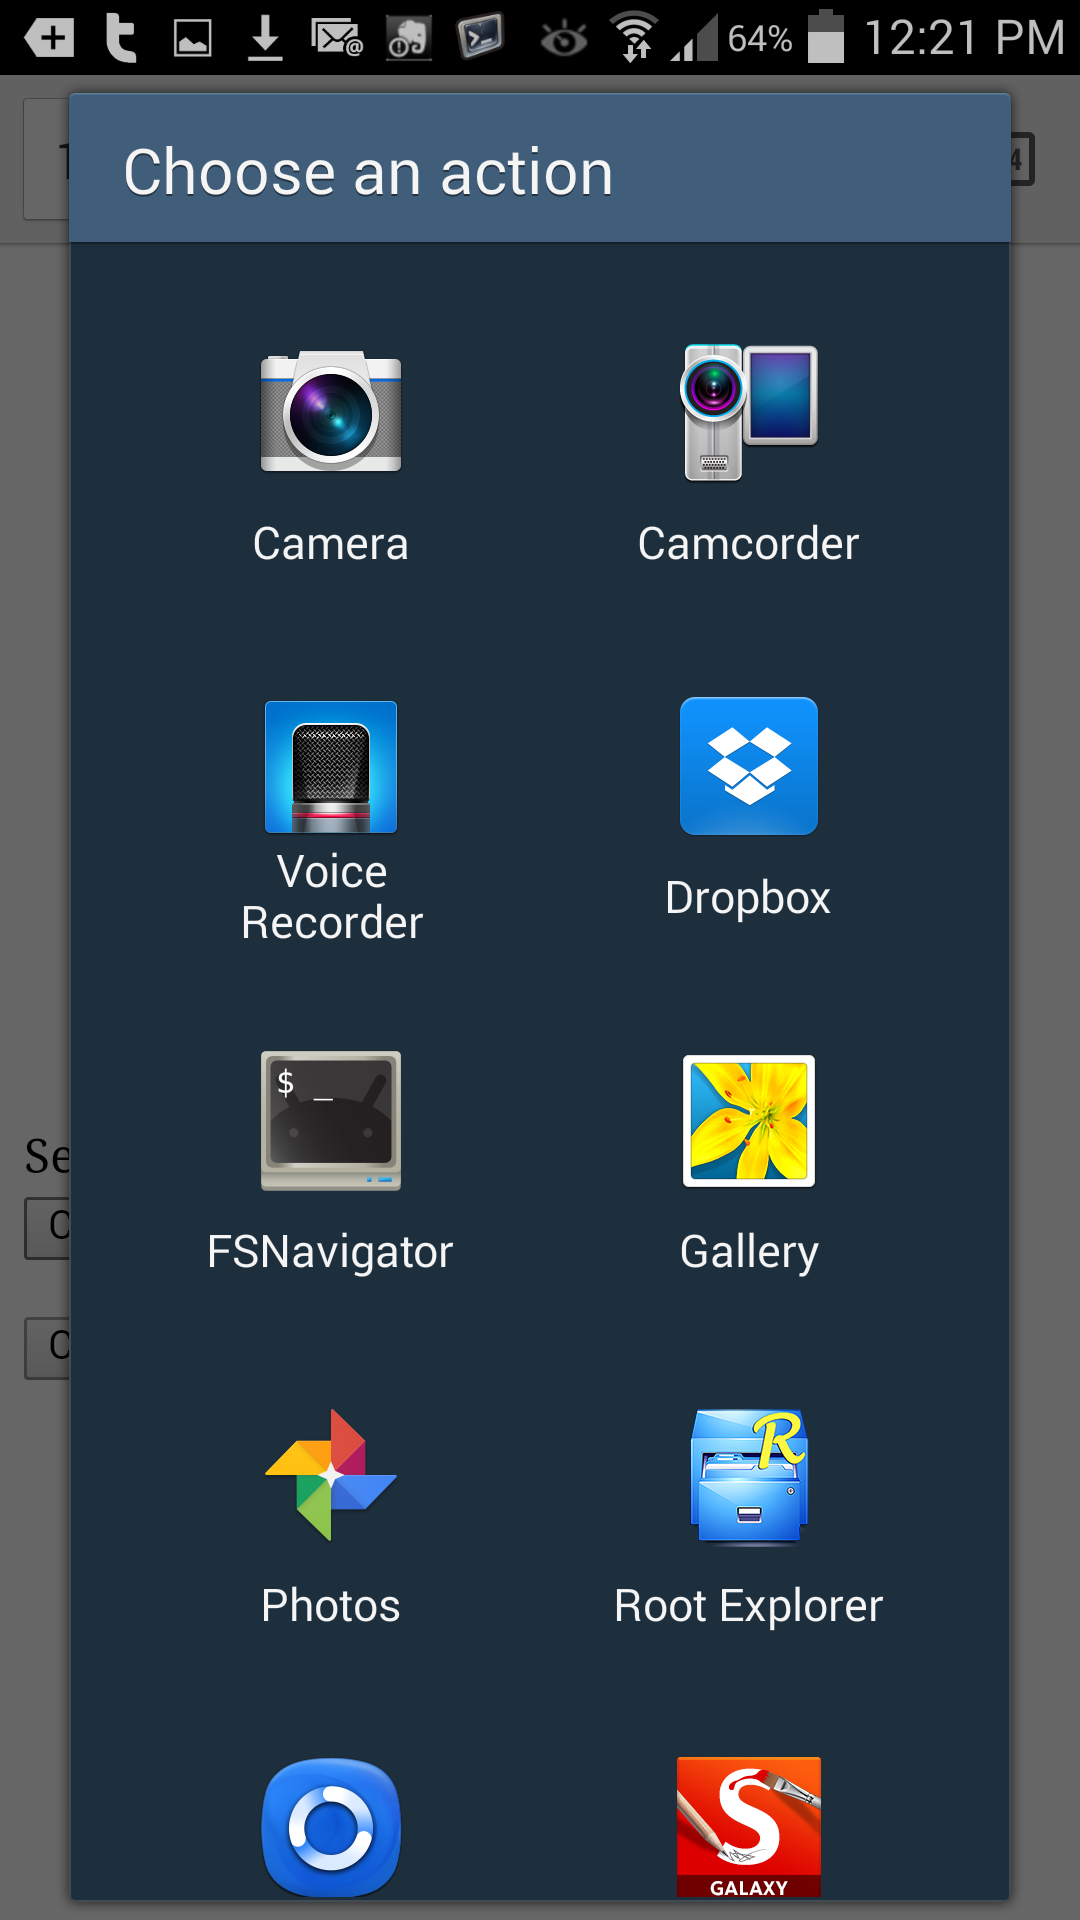 64% 12:21 PM
Choose an action
Camera Camcorder
Voice
Recorder
Dropbox
$ _
FSNavigator Gallery
R
Photos Root Explorer
S
GALAXY